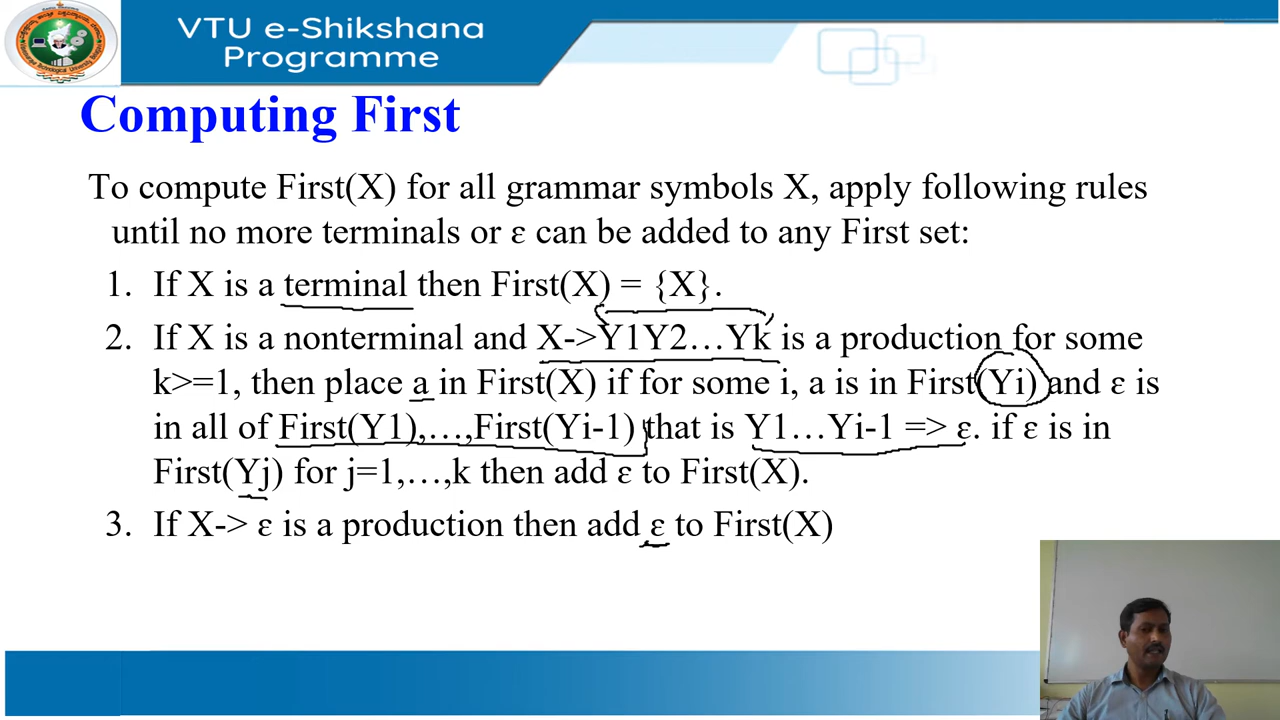 VTU e-Shikshana
Programme
Computing First
To compute First(X) for all grammar symbols X, apply following rules
until no more terminals or ε can be added to any First set:
1. If X is a terminal then First(X) = {X}.
2. If X is a nonterminal and X->Y1Y2…Yk is a production for some
k>=1, then place a in First(X) if for some i, a is in First(Yi) and ε is
in all of First(Y1),…,First(Yi-1) that is Y1…Yi-1 => ε. if ε is in
First(Yj) for j=1,…,k then add ε to First(X).
3. If X-> ε is a production then add ε to First(X)